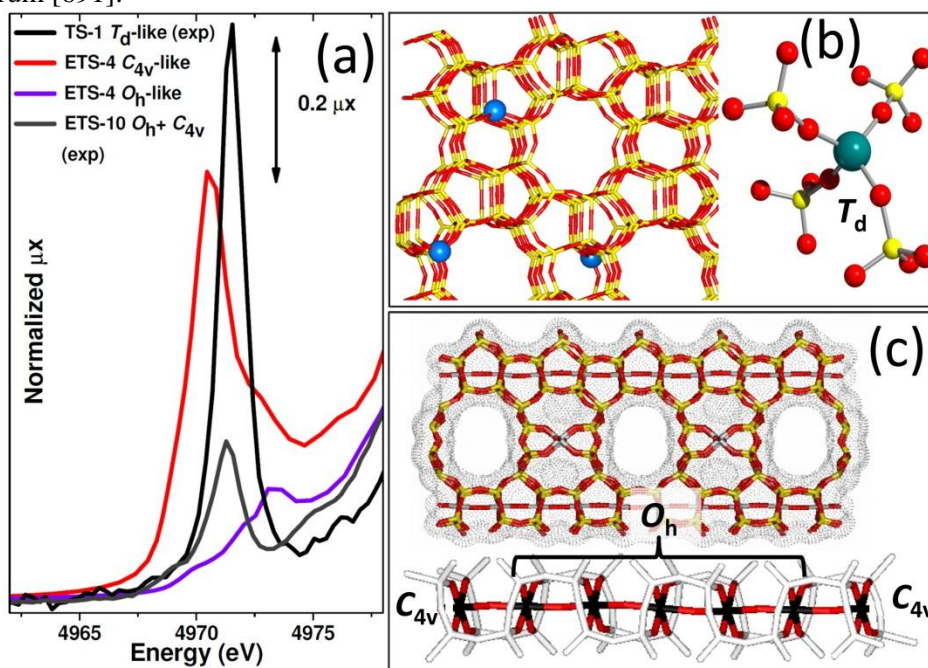 TS-1 Td-like (exp)
ETS-4 C4v-like
ETS-4 Oh-like
ETS-10 Oh+ C4v
(exp)
(a)
0.2 μx
Normalized μx
4965
4970
4975
Energy (eV)
(b)
Td
(c)
Oh
C4v
C4v